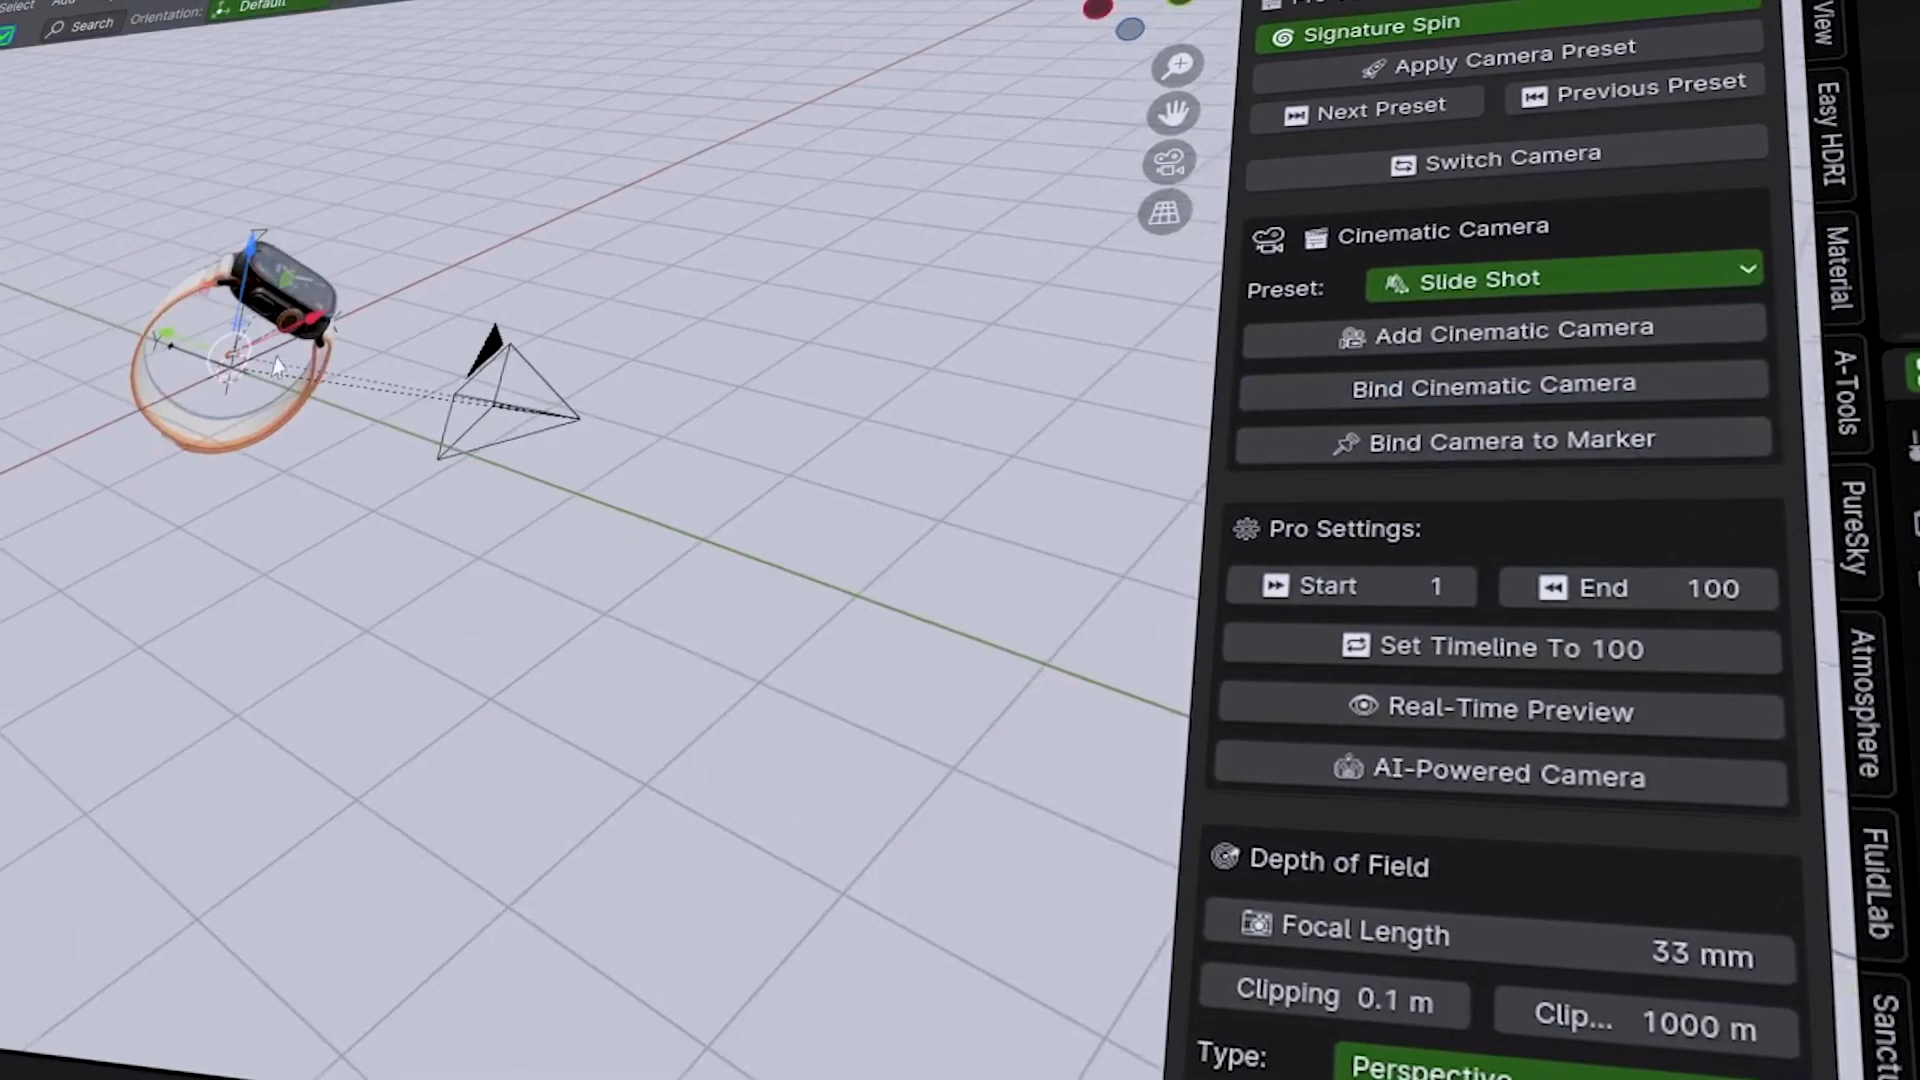 Select
Search
Orientation:
Default
Signature Spin
Apply Camera Preset
Next Preset
Previous Preset
Switch Camera
Cinematic Camera
Preset:
Slide Shot
Add Cinematic Camera
Bind Cinematic Camera
Bind Camera to Marker
Pro Settings:
Start 1
End 100
Set Timeline To 100
Real-Time Preview
AI-Powered Camera
Depth of Field
Focal Length 33 mm
Clipping 0.1 m
Clip... 1000 m
Type:
Perspective
View
Easy HDRI
Material
A-Tools
PureSky
Atmosphere
FluidLab